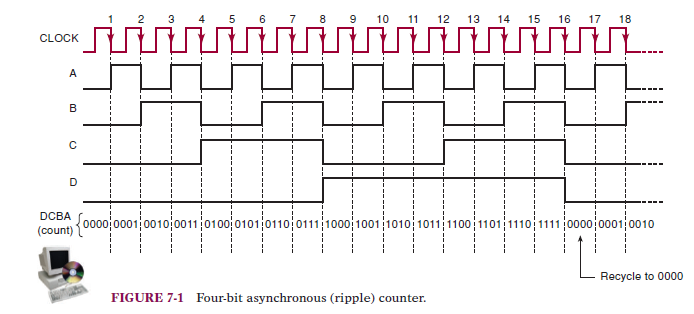 1 2 3 4 5 6 7 8 9 10 11 12 13 14 15 16 17 18
CLOCK
A
B
C
D
DCBA
(count)
0000 0001 0010 0011 0100 0101 0110 0111 1000 1001 1010 1011 1100 1101 1110 1111 0000 0001 0010
Recycle to 0000
FIGURE 7-1 Four-bit asynchronous (ripple) counter.